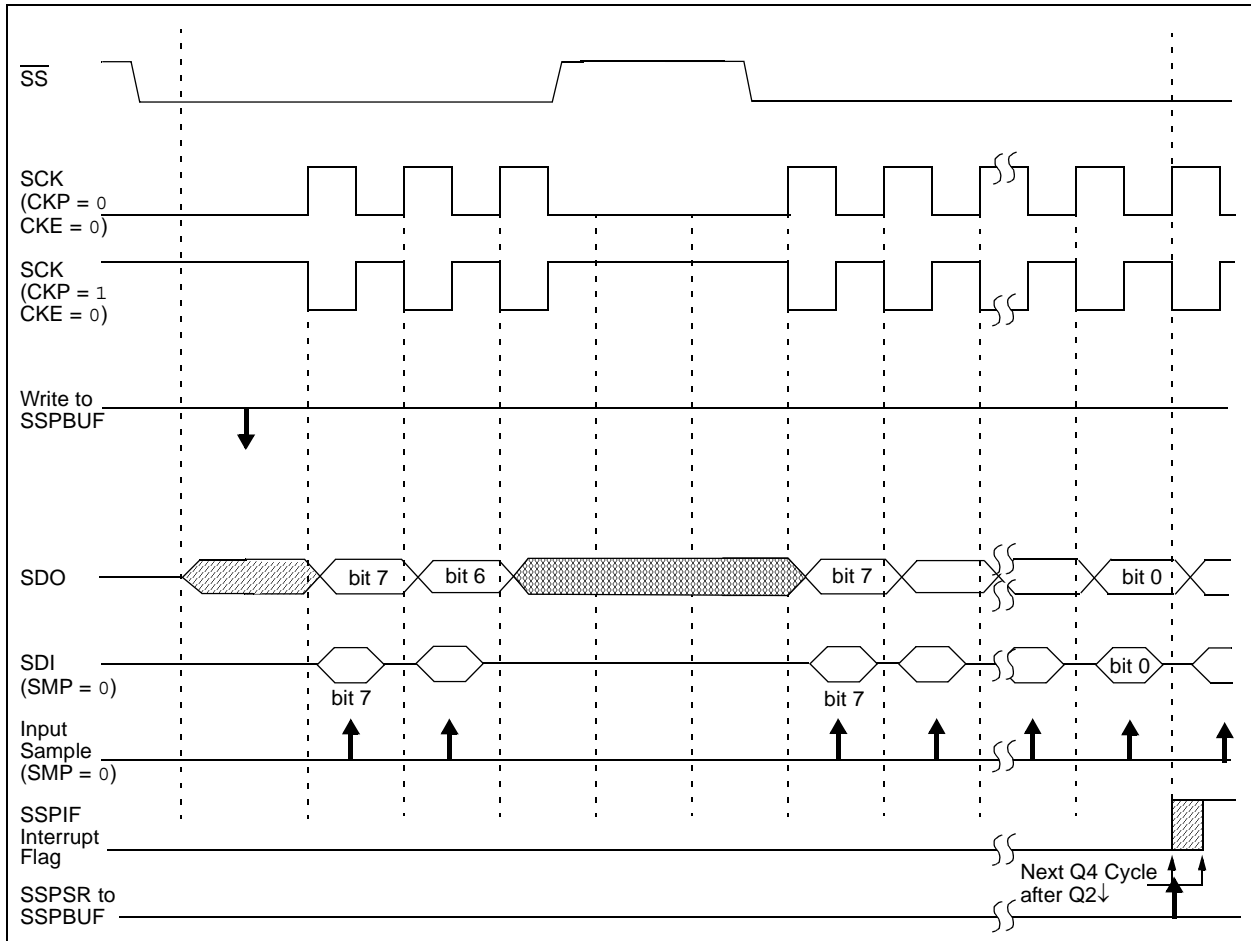 SS
SCK
(CKP = 0
CKE = 0)
SCK
(CKP = 1
CKE = 0)
Write to
SSPBUF
SDO
bit 7
bit 6
bit 7
bit 0
SDI
(SMP = 0)
bit 0
bit 7
bit 7
Input
Sample
(SMP = 0)
SSPIF
Interrupt
Flag
Next Q4 Cycle
after Q2↓
SSPSR to
SSPBUF